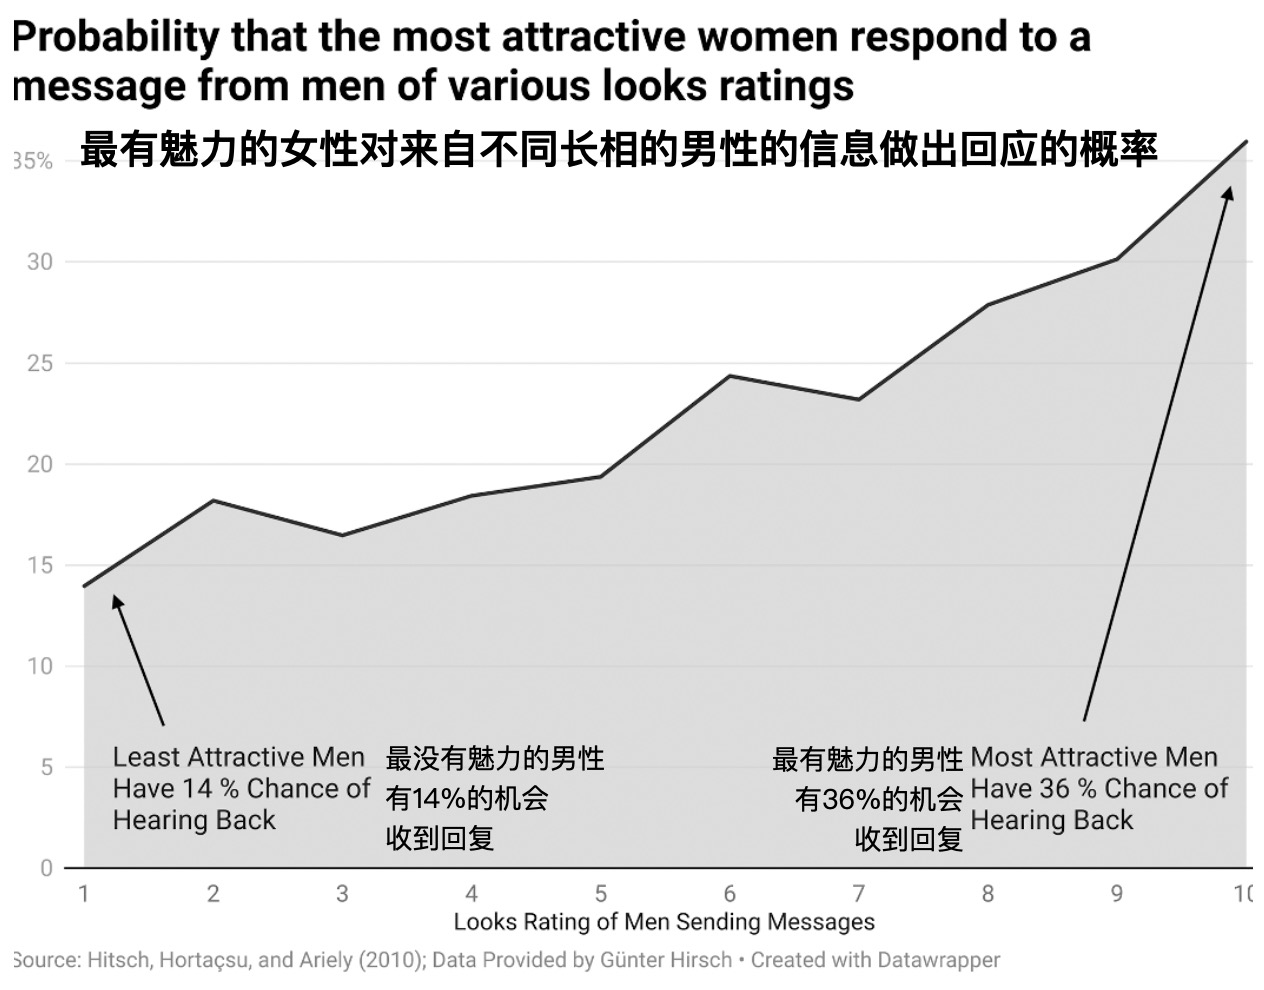 Probability that the most attractive women respond to a
message from men of various looks ratings
最有魅力的女性对来自不同长相的男性的信息做出回应的概率
35%
30
25
20
15
10
5
0
Least Attractive Men
Have 14 % Chance of
Hearing Back
最没有魅力的男性
有14%的机会
收到回复
最有魅力的男性
有36%的机会
收到回复
Most Attractive Men
Have 36 % Chance of
Hearing Back
1 2 3 4 5 6 7 8 9 10
Looks Rating of Men Sending Messages
Source: Hitsch, Hortaçsu, and Ariely (2010); Data Provided by Günter Hirsch • Created with Datawrapper